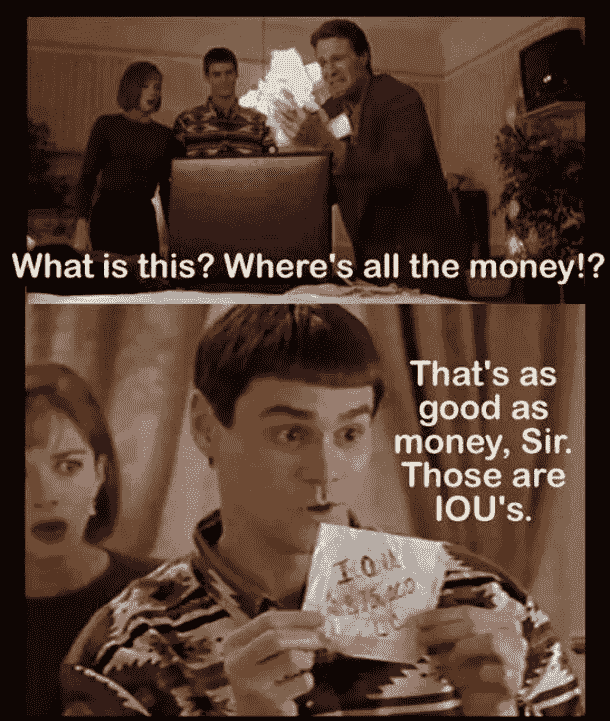 What is this? Where's all the money!?
That's as
good as
money, Sir.
Those are
IOU's.
I.O.U